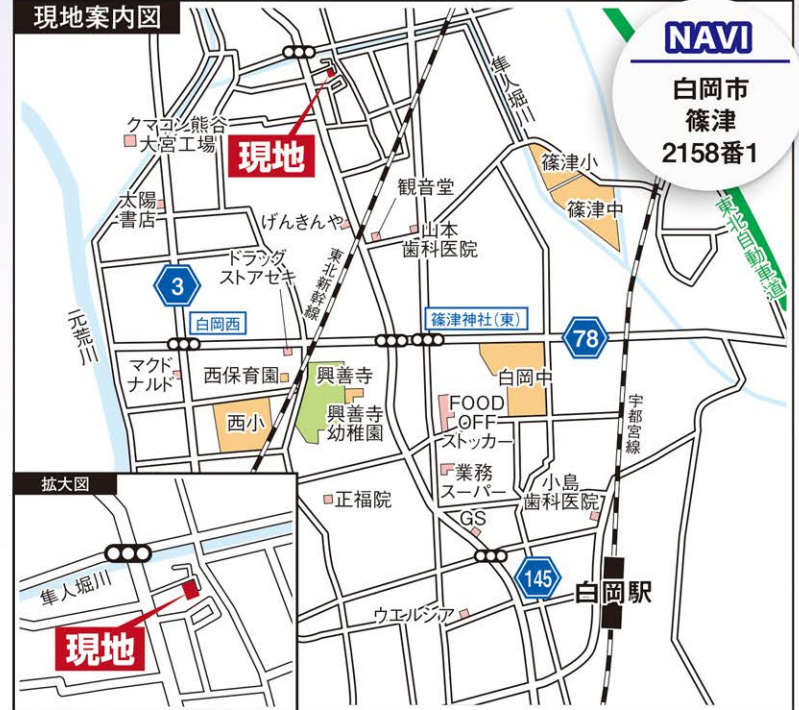 現地案内図
NAVI
白岡市
篠津
2158番1
隼人堀川
クマコン熊谷
大宮工場
現地
篠津小
篠津中
東北自動車道
太陽
書店
観音堂
げんきんや
山本
歯科医院
ドラッグ
ストアセキ
東北新幹線
3
元荒川
白岡西
篠津神社(東)
78
マクド
ナルド
西保育園
興善寺
白岡中
西小
興善寺
幼稚園
FOOD
OFF
ストッカー
宇都宮線
業務
スーパー
小島
歯科医院
正福院
GS
145
白岡駅
ウエルシア
拡大図
隼人堀川
現地